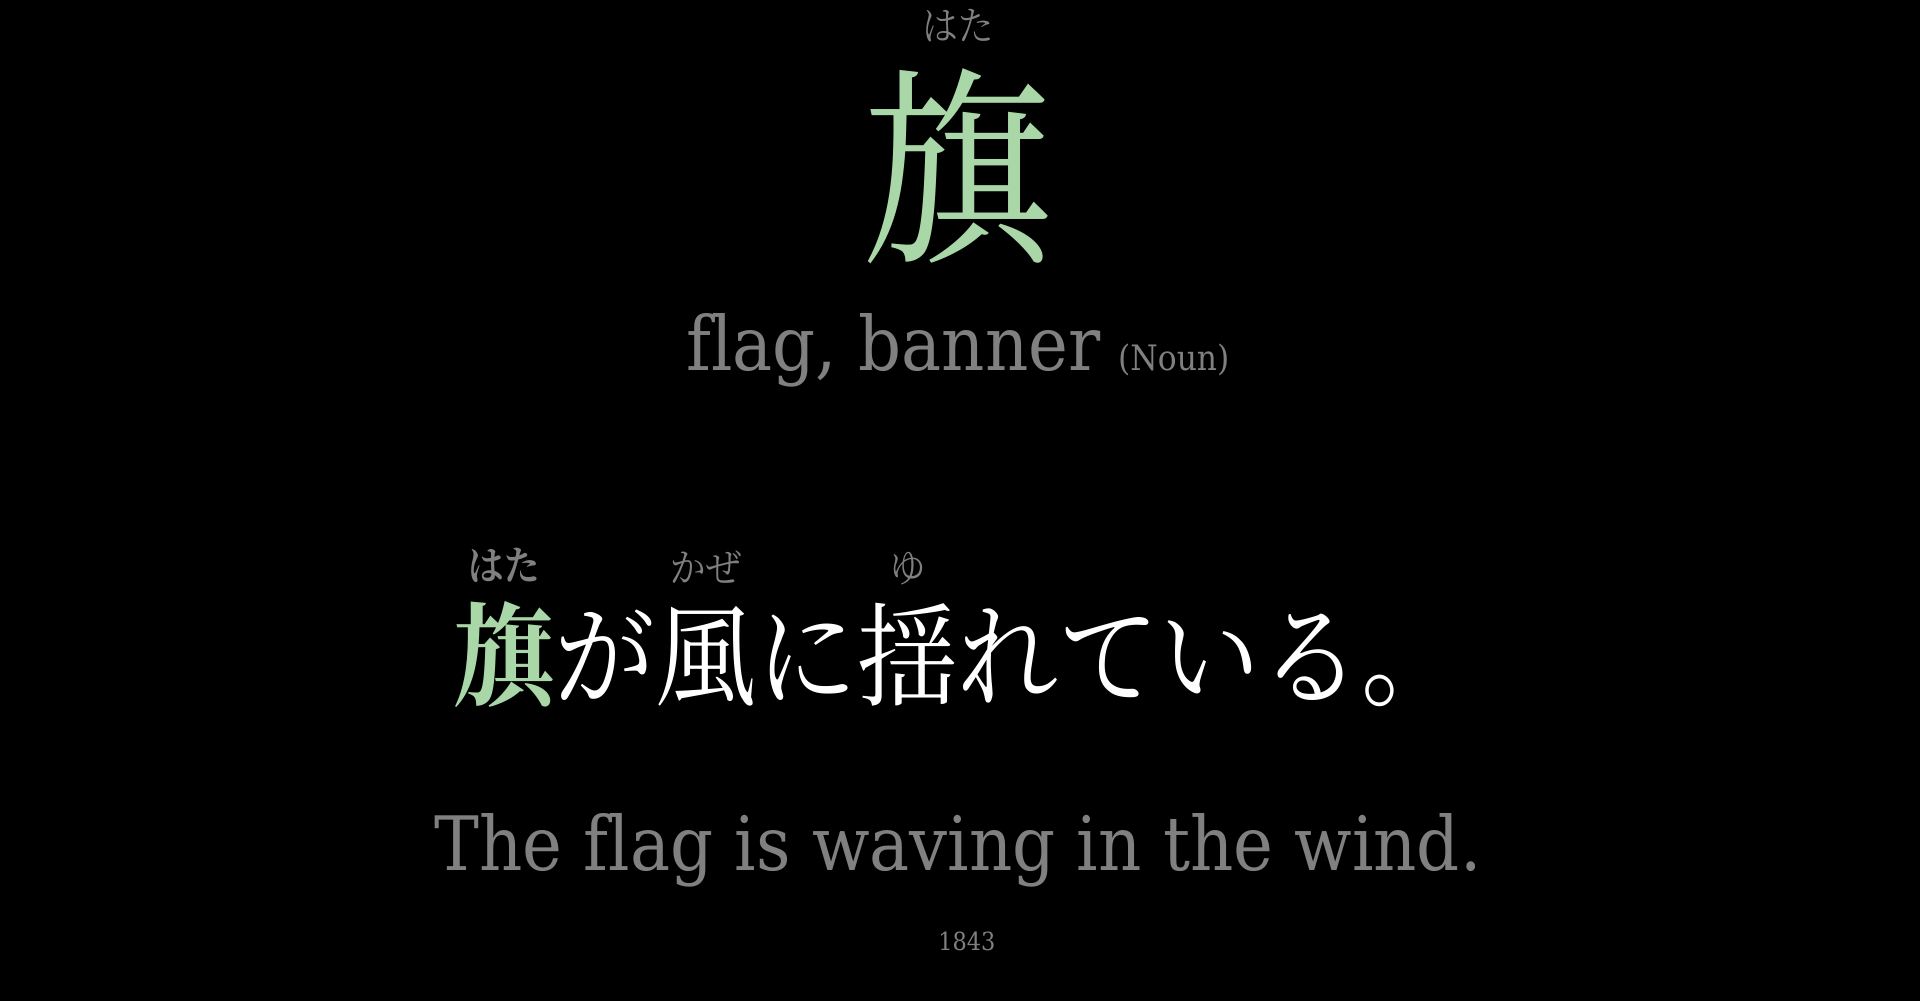 はた
旗
flag, banner (Noun)
はた かぜ ゆ
旗が風に揺れている。
The flag is waving in the wind.
1843